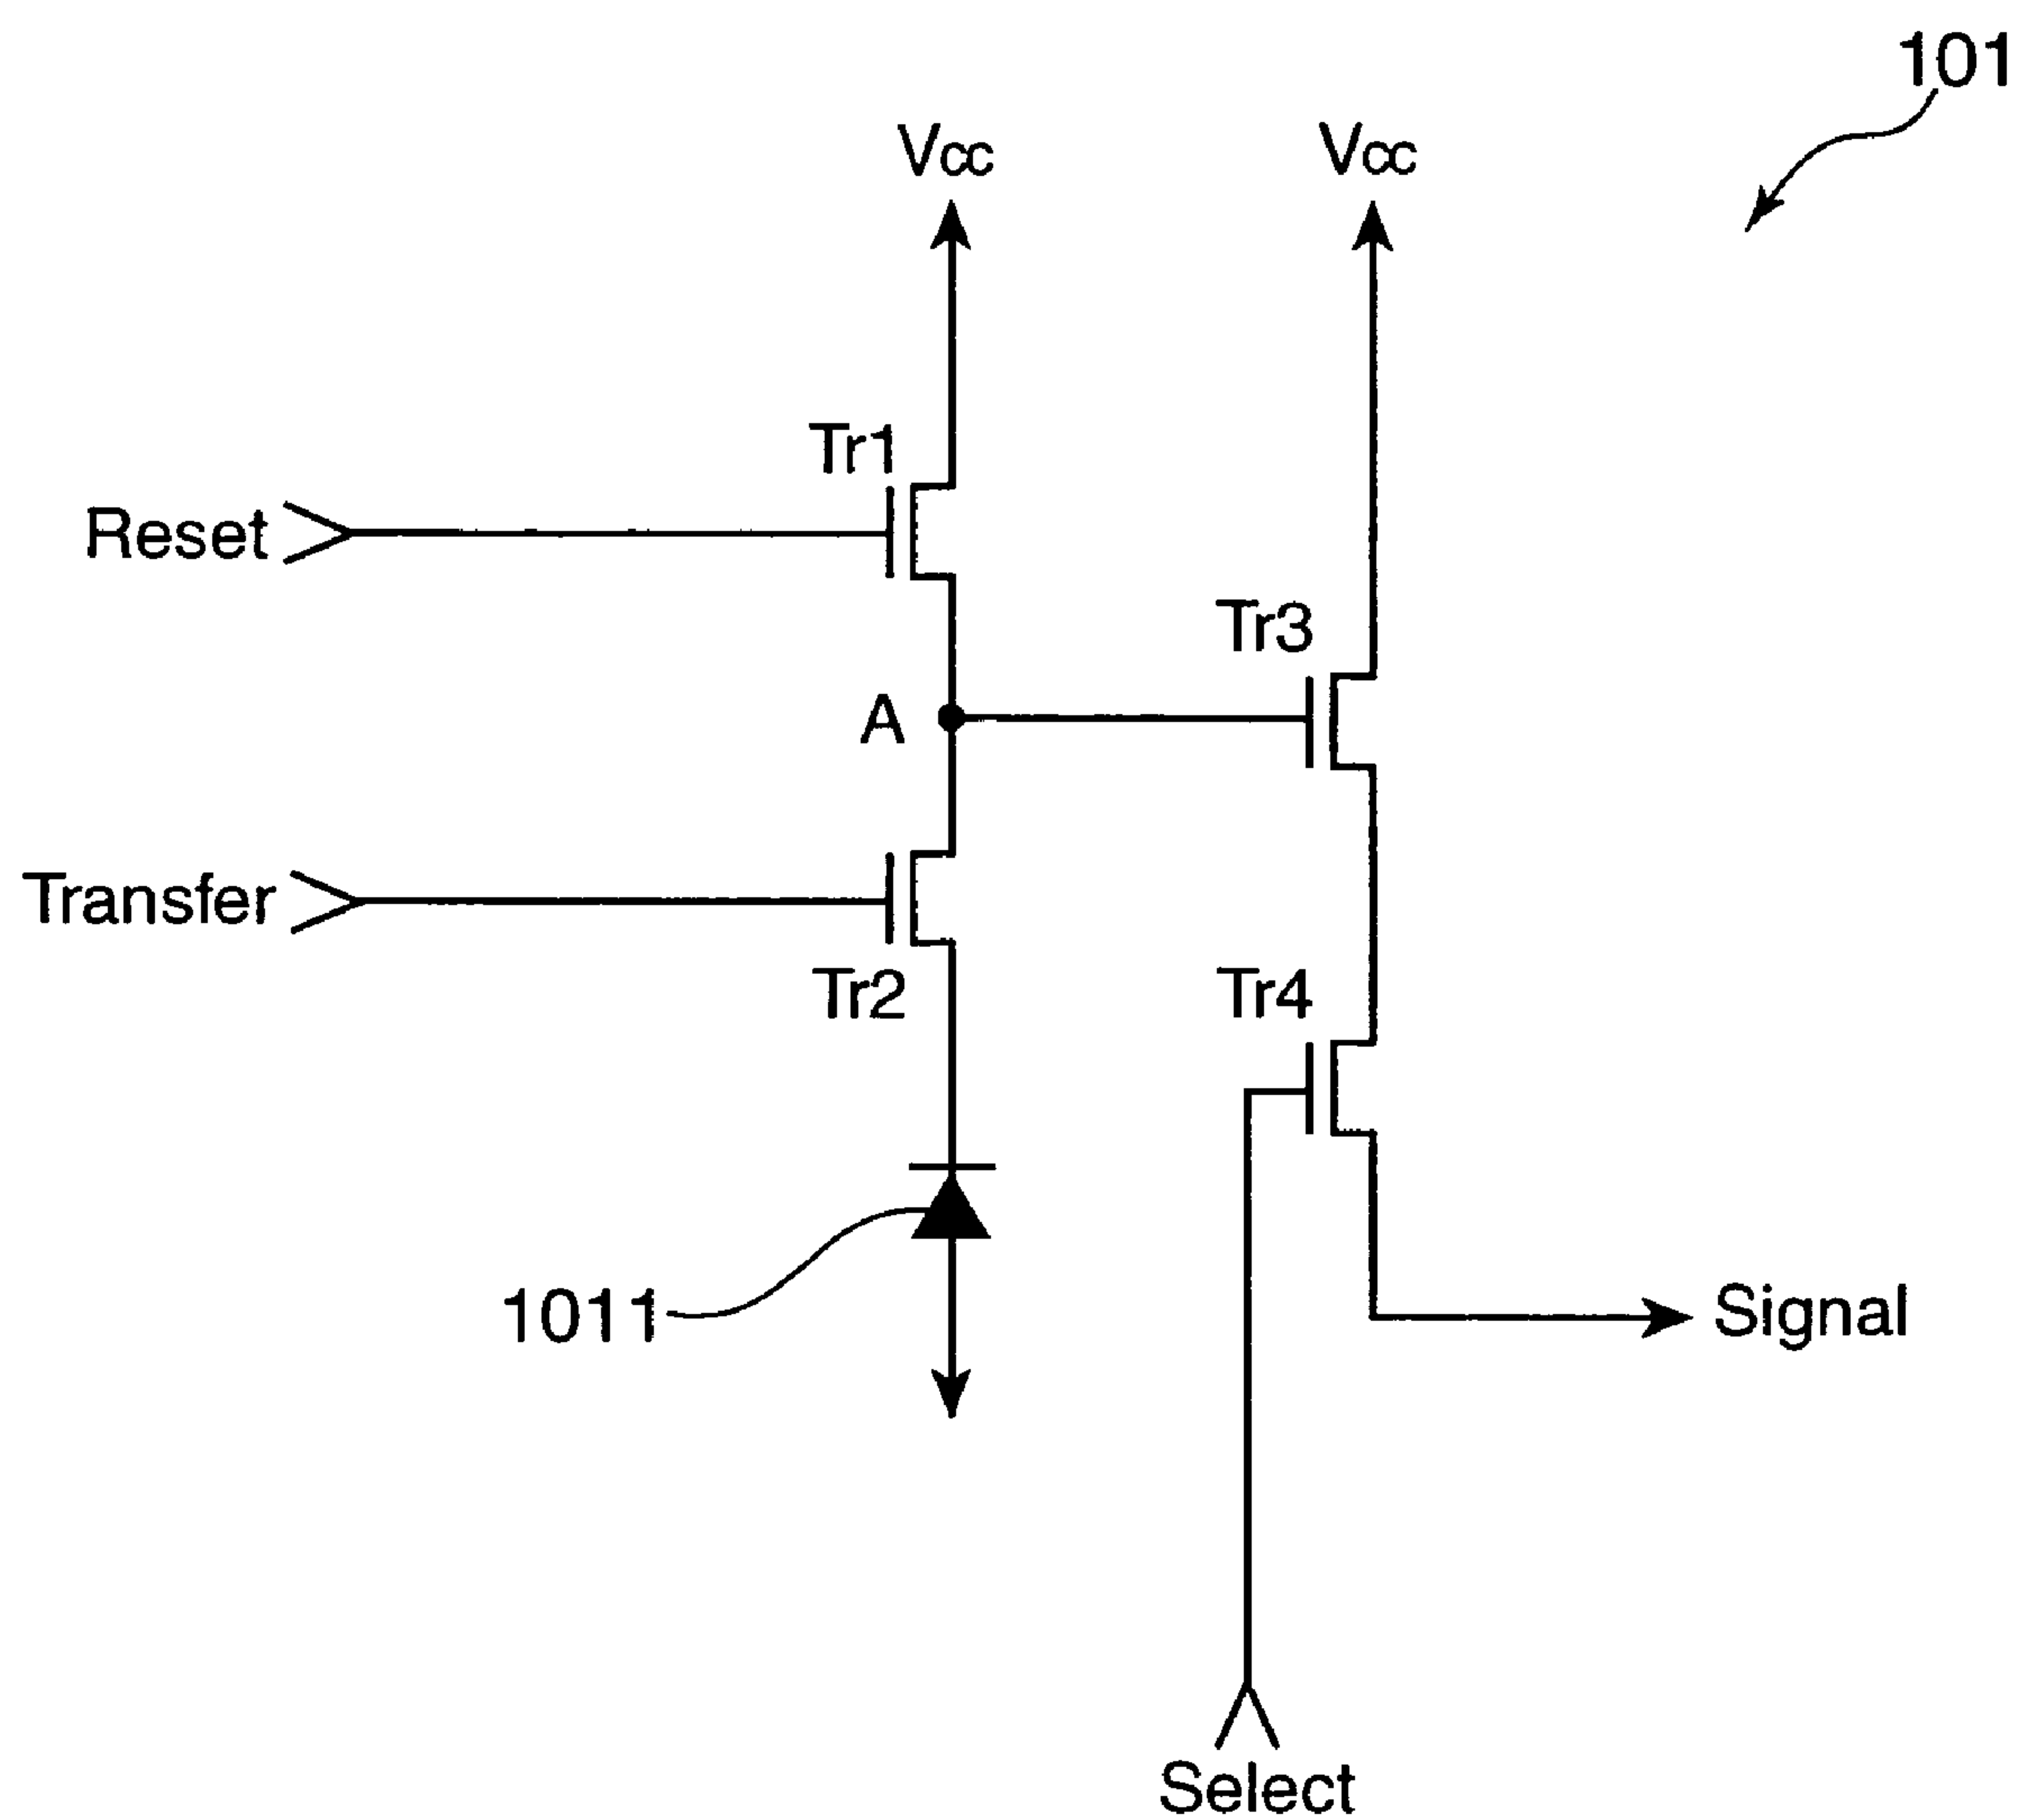 101
Vcc
Vcc
Tr1
Reset
Tr3
A
Transfer
Tr2
Tr4
1011
Signal
Select